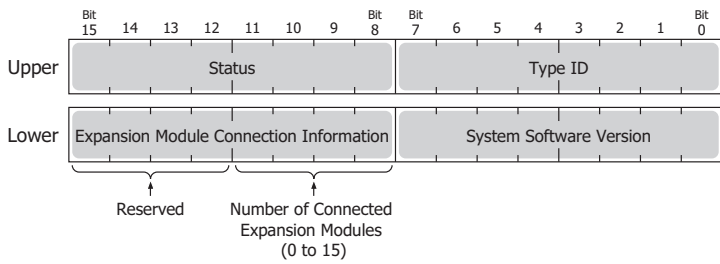 Bit 15 14 13 12 11 10 9 Bit 8 Bit 7 6 5 4 3 2 1 Bit 0
Upper Status Type ID
Lower Expansion Module Connection Information System Software Version
Reserved
Number of Connected
Expansion Modules
(0 to 15)